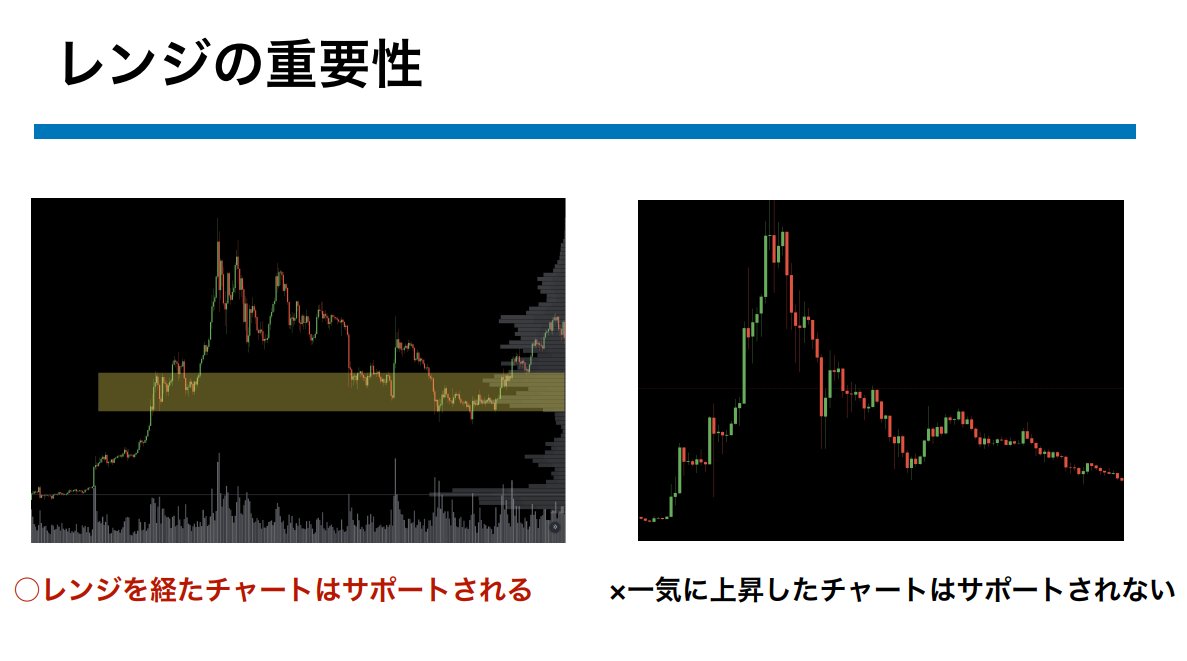 レンジの重要性
○レンジを経たチャートはサポートされる
×一気に上昇したチャートはサポートされない